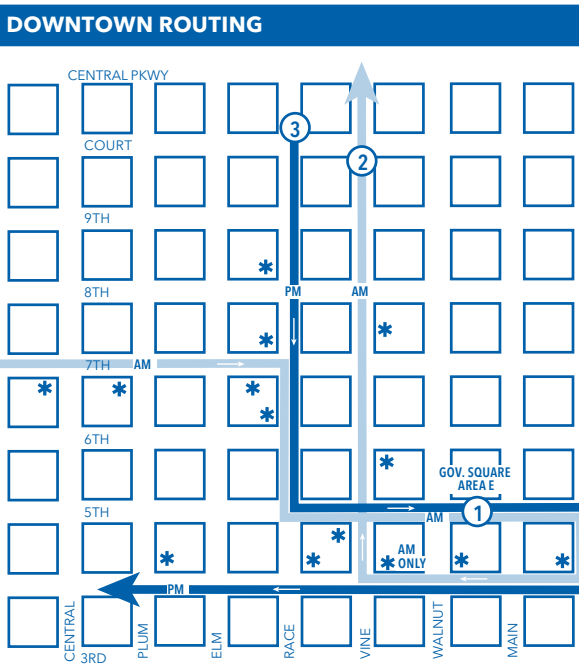 DOWNTOWN ROUTING
CENTRAL PKWY
3
COURT
2
9TH
8TH
PM
AM
7TH
AM
6TH
GOV. SQUARE
AREA E
5TH
1
AM
AM
ONLY
PM
CENTRAL
PLUM
ELM
RACE
VINE
WALNUT
MAIN
3RD